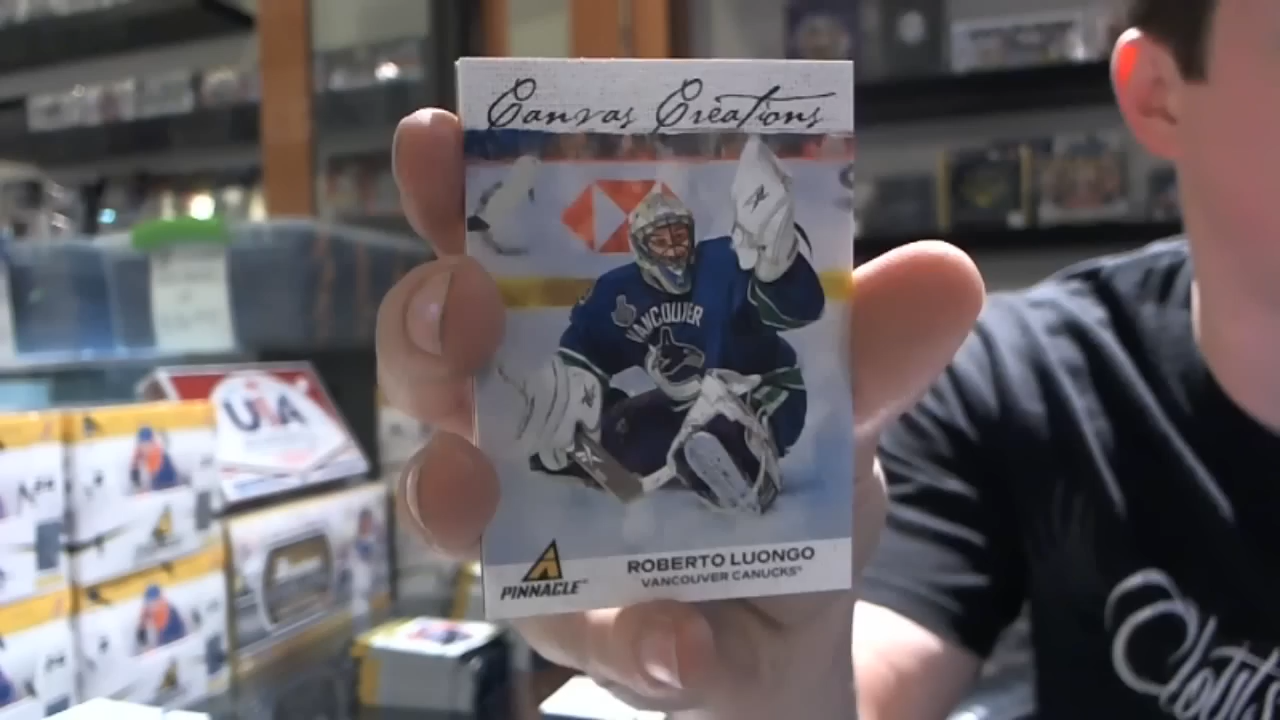 Canvas Creations
VANCOUVER
ROBERTO LUONGO
VANCOUVER CANUCKS
PINNACLE
USA